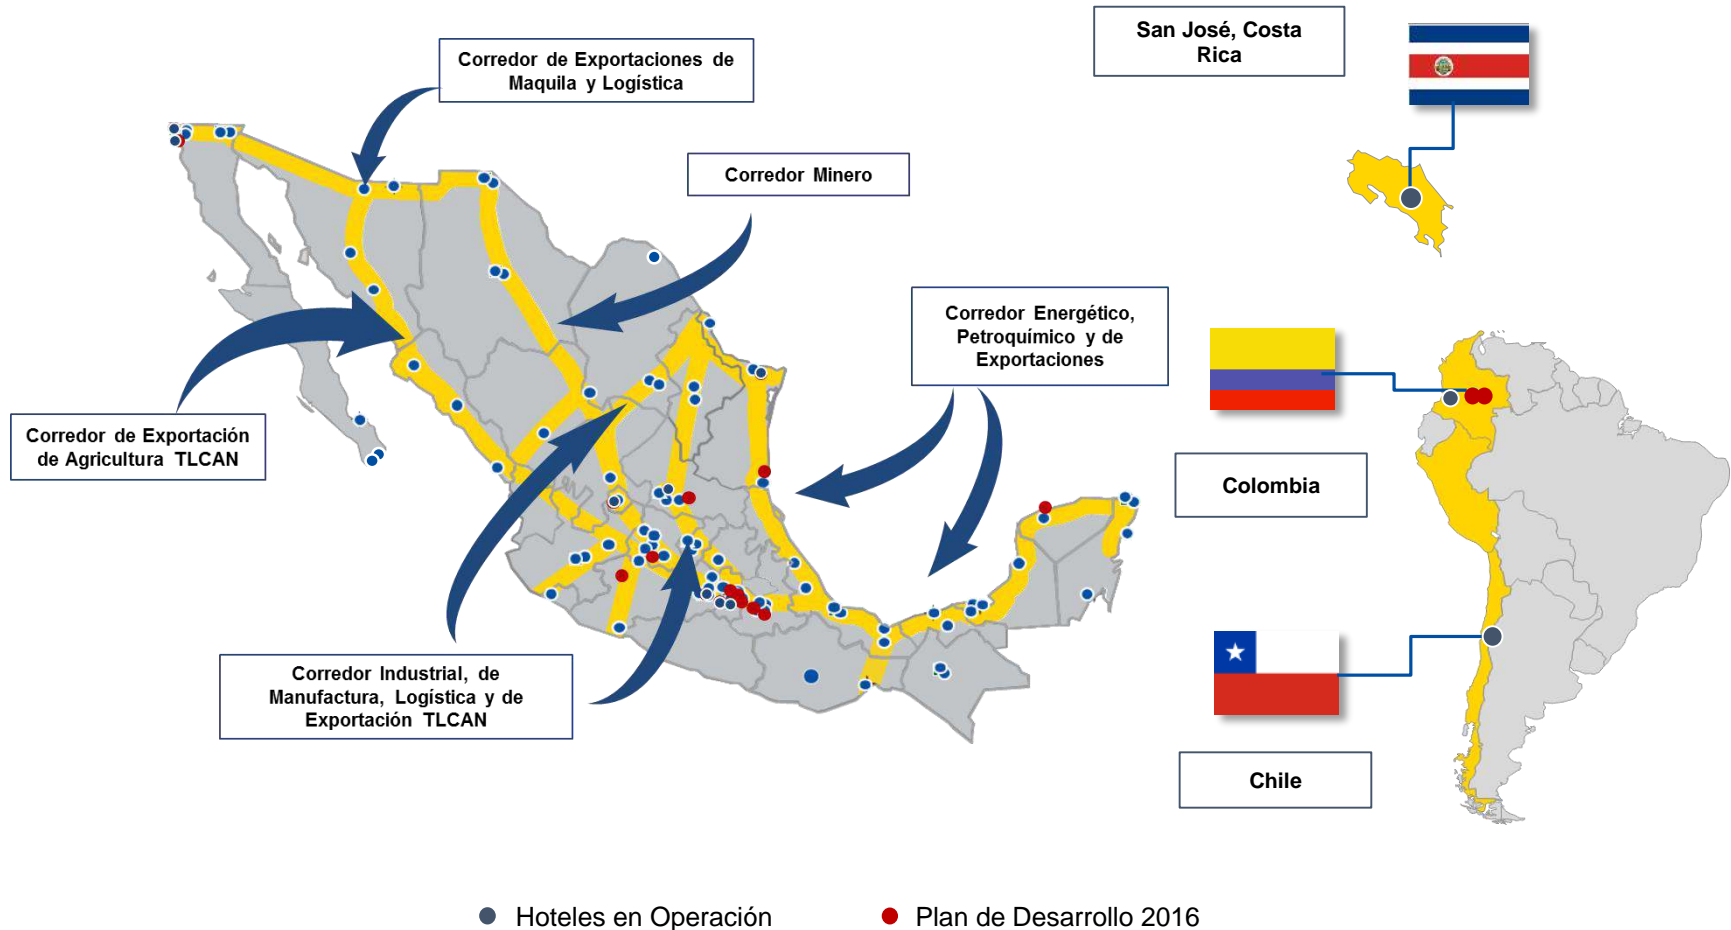 San José, Costa
Rica
Corredor de Exportaciones de
Maquila y Logística
Corredor Minero
Corredor Energético,
Petroquímico y de
Exportaciones
Corredor de Exportación
de Agricultura TLCAN
Colombia
Corredor Industrial, de
Manufactura, Logística y de
Exportación TLCAN
Chile
Hoteles en Operación
Plan de Desarrollo 2016